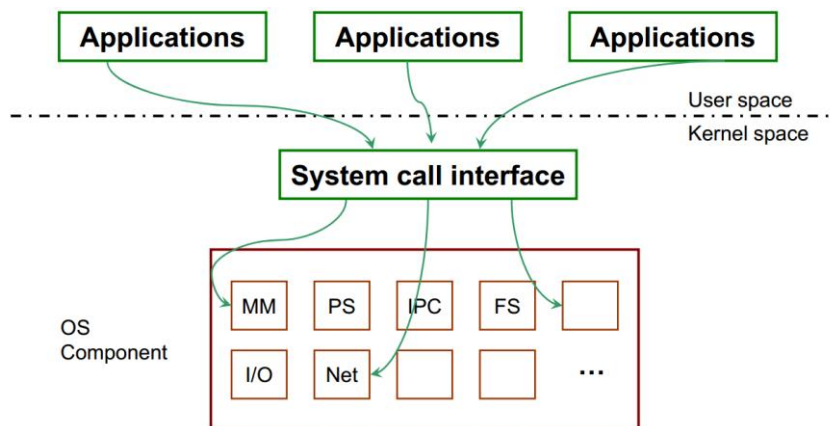 Applications
Applications
Applications
User space
Kernel space
System call interface
MM
PS
IPC
FS
OS
Component
I/O
Net
...